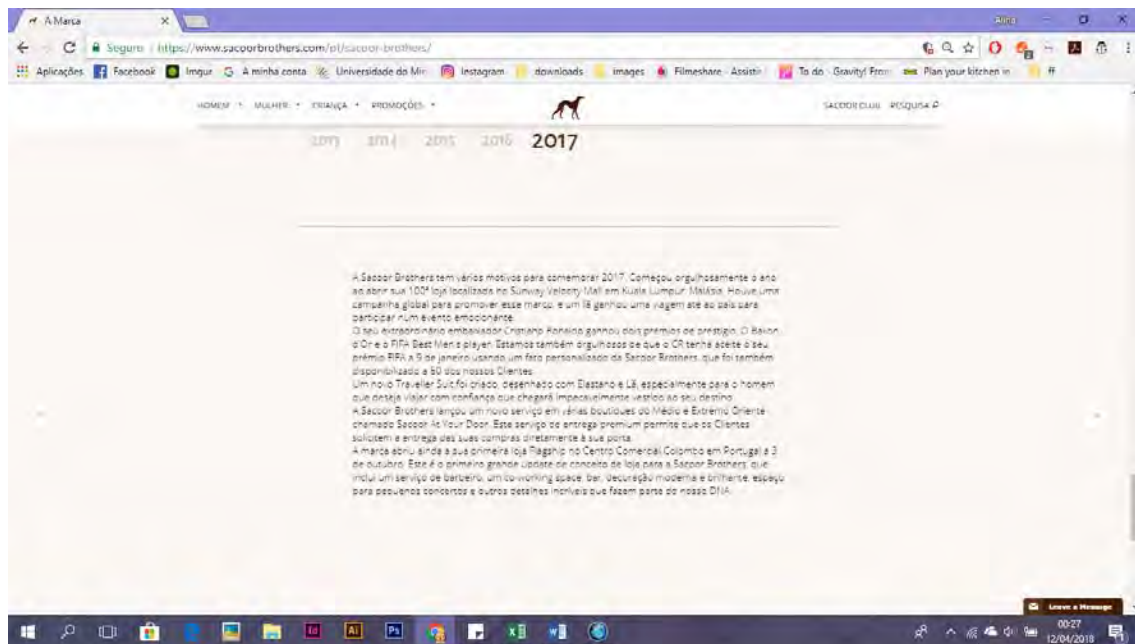 A Marca
Anna
Seguro https://www.sacoorbrothers.com/pt/sacoor-brothers/
Aplicações Facebook Imgur A minha conta Universidade do Min Instagram downloads images Filmeshare - Assistir To do - Gravity! From Plan your kitchen in ff
HOMEM MULHER CRIANÇA PROMOÇÕES SACOOR CLUB PESQUISA
2013 2014 2015 2016 2017
A Sacoor Brothers tem vários motivos para comemorar 2017. Começou orgulhosamente o ano
ao abrir sua 100ª loja localizada no Sunway Velocity Mall em Kuala Lumpur, Malásia. Houve uma
campanha global para promover esse marco, e um fã ganhou uma viagem até ao país para
participar num evento emocionante.
O seu extraordinário embaixador Cristiano Ronaldo ganhou dois prémios de prestígio, O Balon
d'Or e o FIFA Best Men's player. Estamos também orgulhosos de que o CR tenha aceite o seu
prémio FIFA a 9 de janeiro usando um fato personalizado da Sacoor Brothers, que foi também
disponibilizado a 60 dos nossos Clientes.
Um novo Traveller Suit foi criado, desenhado com Elastano e Lã, especialmente para o homem
que deseja viajar com confiança que chegará impecavelmente vestido ao seu destino.
A Sacoor Brothers lançou um novo serviço em várias boutiques do Médio e Extremo Oriente
chamado Sacoor At Your Door. Este serviço de entrega premium permite que os Clientes
solicitem a entrega das suas compras diretamente à sua porta.
A marca abriu ainda a sua primeira loja Flagship no Centro Comercial Colombo em Portugal a 3
de outubro. Este é o primeiro grande update de conceito de loja para a Sacoor Brothers, que
inclui um serviço de barbeiro, um co-working space, bar, decoração moderna e brilhante, espaço
para pequenos concertos e outros detalhes incríveis que fazem parte do nosso DNA.
Leave a Message
Id Ai Ps
00:27
12/04/2018